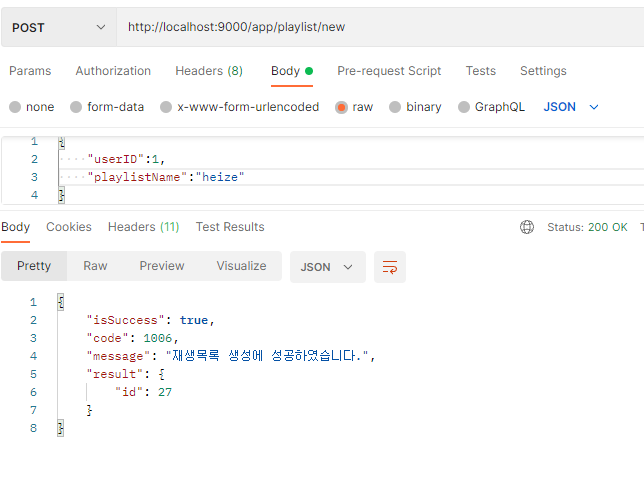 POST http://localhost:9000/app/playlist/new
Params Authorization Headers (8) Body Pre-request Script Tests Settings
none form-data x-www-form-urlencoded raw binary GraphQL JSON
1 {
2 "userID":1,
3 "playlistName":"heize"
4 }
Body Cookies Headers (11) Test Results Status: 200 OK
Pretty Raw Preview Visualize JSON
1 {
2 "isSuccess": true,
3 "code": 1006,
4 "message": "재생목록 생성에 성공하였습니다.",
5 "result": {
6 "id": 27
7 }
8 }